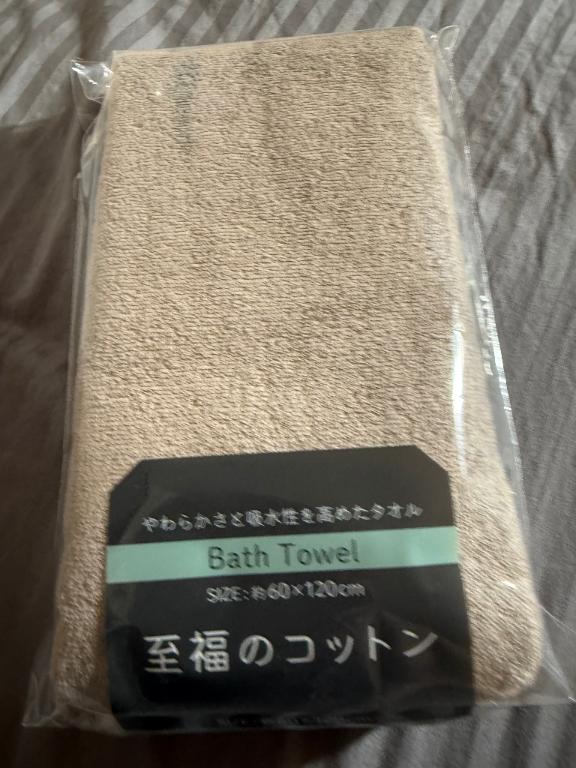 やわらかさと吸水性を高めたタオル
Bath Towel
SIZE:約60×120cm
至福のコットン